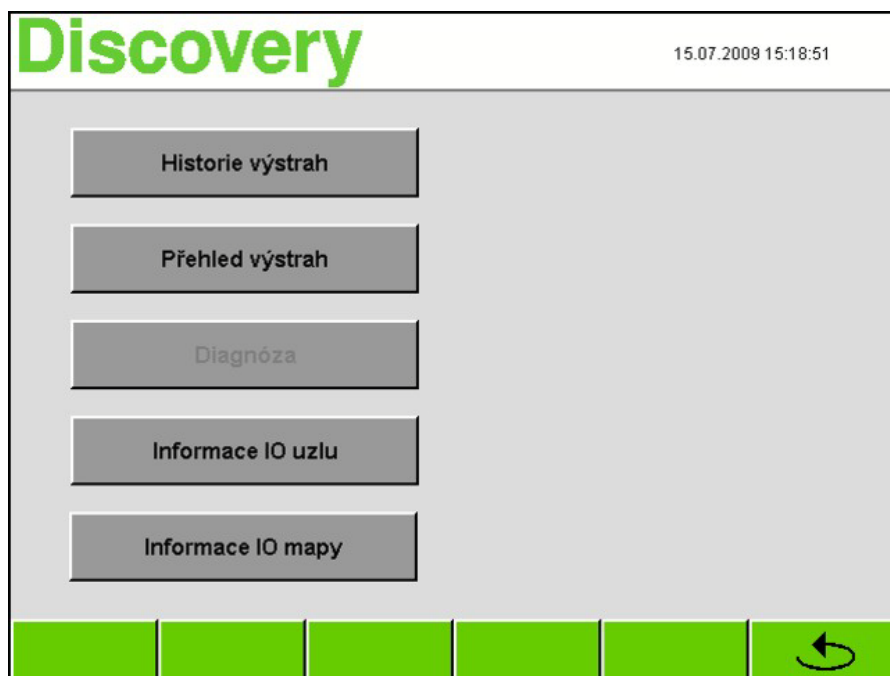 Discovery
15.07.2009 15:18:51
Historie výstrah
Přehled výstrah
Diagnóza
Informace IO uzlu
Informace IO mapy